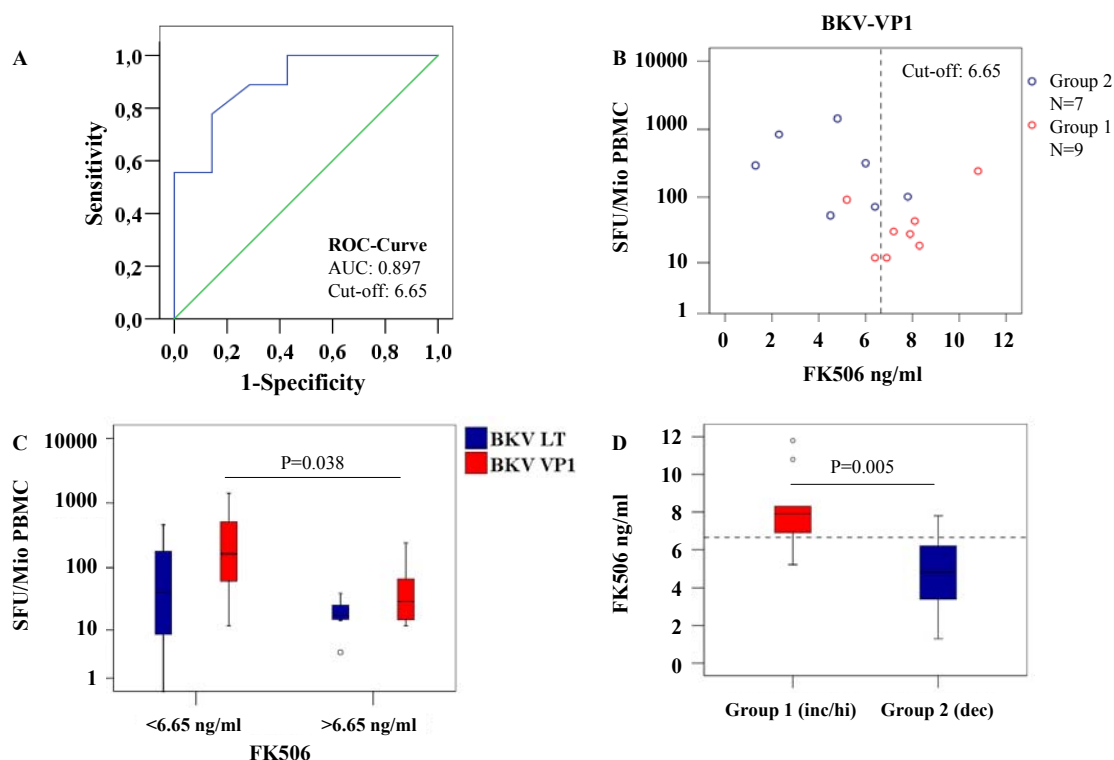 A
1,0
0,8
0,6
0,4
0,2
0,0
Sensitivity
ROC-Curve
AUC: 0.897
Cut-off: 6.65
0,0 0,2 0,4 0,6 0,8 1,0
1-Specificity
BKV-VP1
B
10000
1000
100
10
1
SFU/Mio PBMC
Cut-off: 6.65
Group 2
N=7
Group 1
N=9
0 2 4 6 8 10 12
FK506 ng/ml
C
10000
1000
100
10
1
SFU/Mio PBMC
P=0.038
BKV LT
BKV VP1
<6.65 ng/ml >6.65 ng/ml
FK506
D
12
10
8
6
4
2
0
FK506 ng/ml
P=0.005
Group 1 (inc/hi) Group 2 (dec)